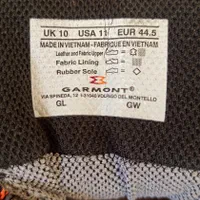 UK 10 USA 11 EUR 44.5
MADE IN VIETNAM - FABRIQUE EN VIETNAM
Leather and Fabric Upper
Fabric Lining
Rubber Sole
GARMONT
VIA SPINEDA, 12 I-31040 VOLPAGO DEL MONTELLO
GL GW